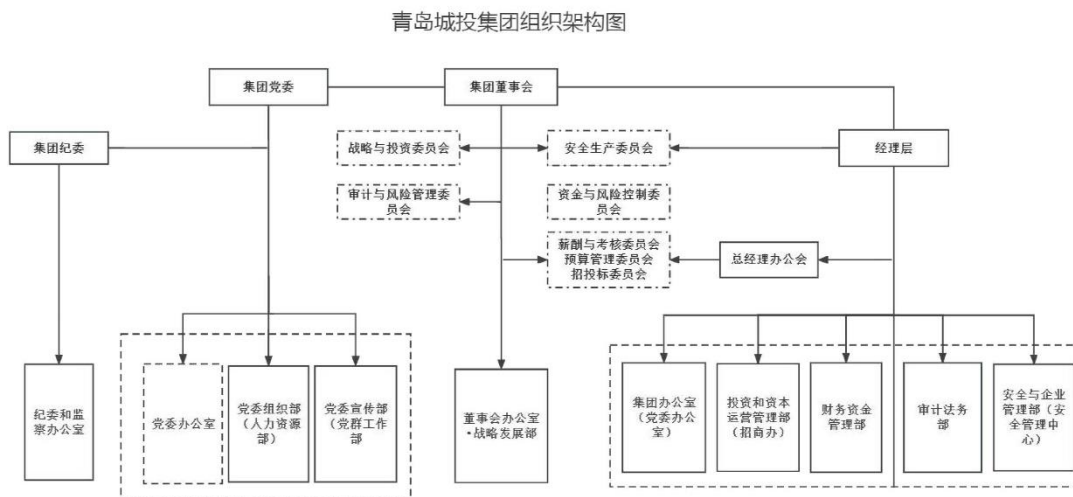 青岛城投集团组织架构图
集团党委
集团董事会
集团纪委
战略与投资委员会
安全生产委员会
经理层
审计与风险管理委
员会
资金与风险控制委
员会
薪酬与考核委员会
预算管理委员会
招投标委员会
总经理办公会
纪委和监
察办公室
党委办公室
党委组织部
（人力资源
部）
党委宣传部
（党群工作
部
董事会办公室
·战略发展部
集团办公室
（党委办公
室）
投资和资本
运营管理部
（招商办）
财务资金
管理部
审计法务
部
安全与企业
管理部（安
全管理中
心）